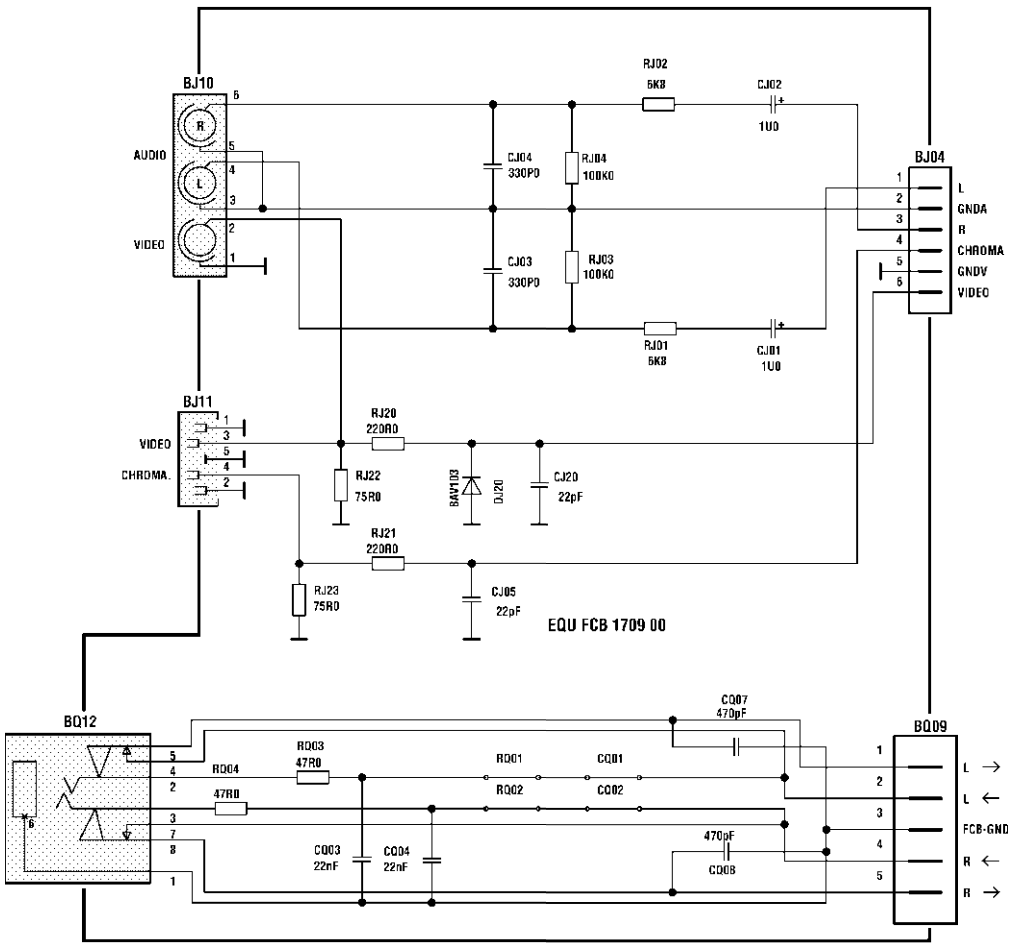 BJ10
6
R
AUDIO
5
4
L
3
2
VIDEO
1
RJ02
6K8
CJ02
+
1U0
CJ04
330P0
RJ04
100K0
CJ03
330P0
RJ03
100K0
RJ01
6K8
CJ01
+
1U0
BJ04
1 L
2 GNDA
3 R
4 CHROMA
5 GNDV
6 VIDEO
BJ11
1
VIDEO 3
5
CHROMA. 4
2
RJ20
220R0
RJ22
75R0
BAV103
DJ20
CJ20
22pF
RJ21
220R0
RJ23
75R0
CJ05
22pF
EQU FCB 1709 00
BQ12
5
4
2
6
3
7
8
1
RQ04
47R0
RQ03
47R0
RQ01
CQ01
RQ02
CQ02
CQ07
470pF
CQ03
22nF
CQ04
22nF
470pF
CQ08
BQ09
1 L →
2 L ←
3 FCB-GND
4 R ←
5 R →